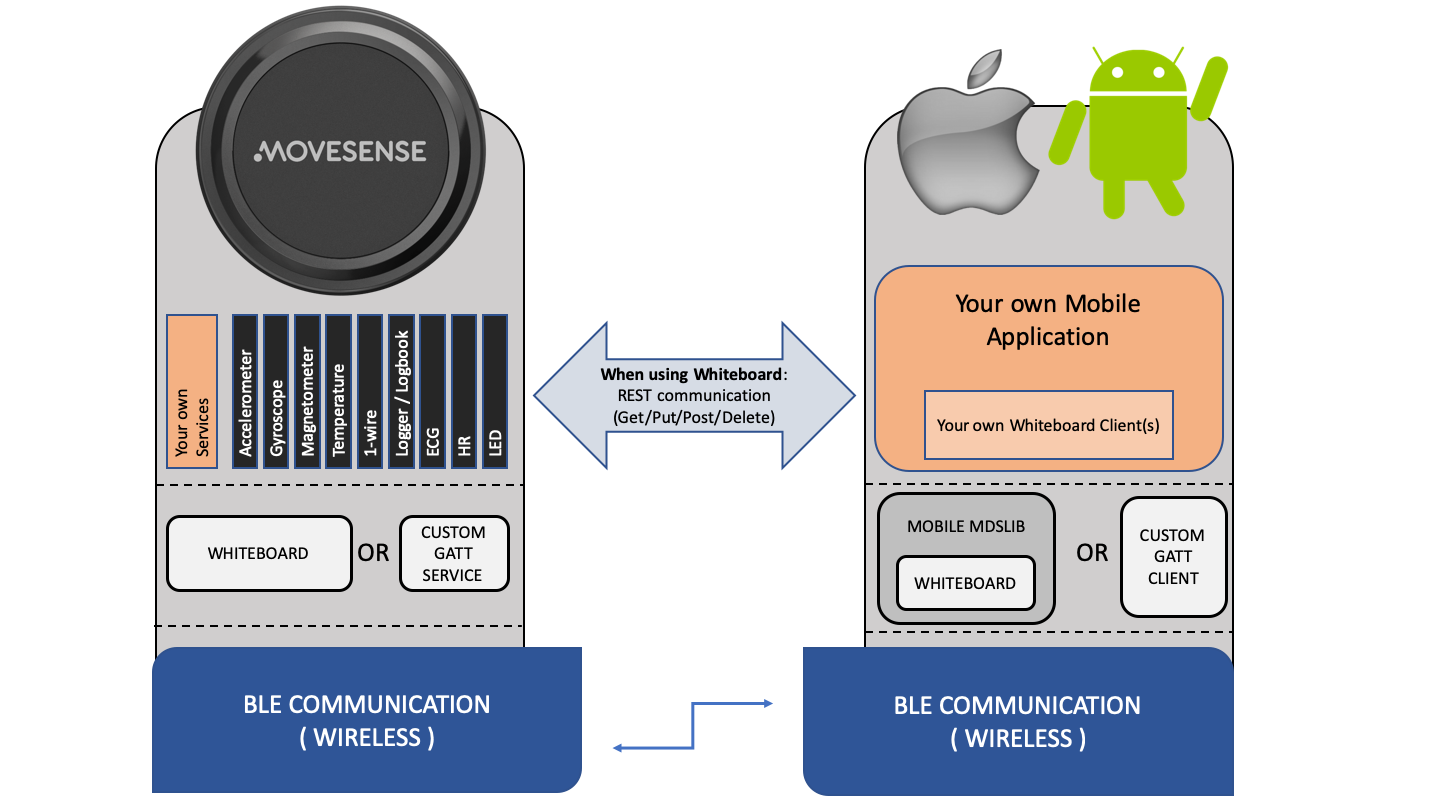 MOVESENSE
Your own
Services
Accelerometer
Gyroscope
Magnetometer
Temperature
1-wire
Logger / Logbook
ECG
HR
LED
WHITEBOARD
OR
CUSTOM
GATT
SERVICE
BLE COMMUNICATION
( WIRELESS )
When using Whiteboard:
REST communication
(Get/Put/Post/Delete)
Your own Mobile
Application
Your own Whiteboard Client(s)
MOBILE MDSLIB
WHITEBOARD
OR
CUSTOM
GATT
CLIENT
BLE COMMUNICATION
( WIRELESS )